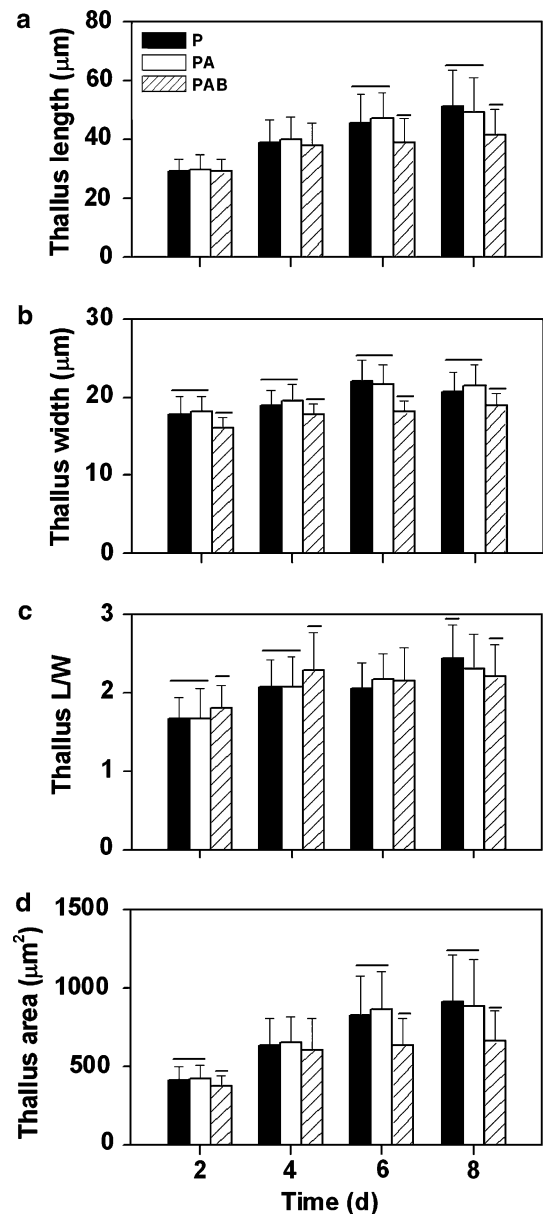 a
Thallus length (µm)
80
60
40
20
0
P
PA
PAB
b
Thallus width (µm)
30
20
10
0
c
Thallus L/W
3
2
1
0
d
Thallus area (µm²)
1500
1000
500
0
2 4 6 8
Time (d)